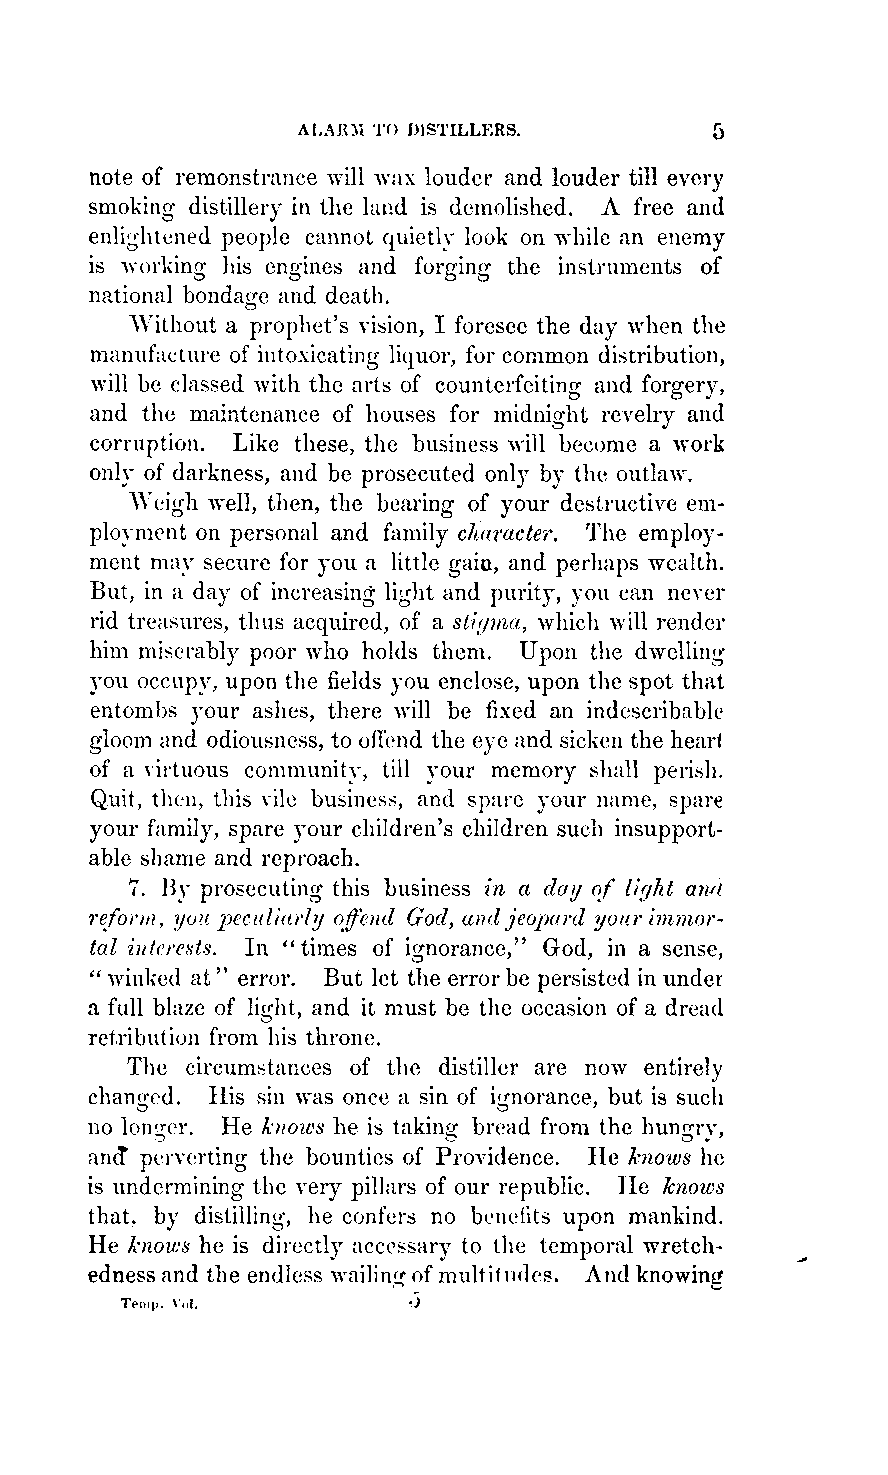 ALARM TO DISTILLERS. 5
note of remonstrance will wax louder and louder till every
smoking distillery in the land is demolished. A free and
enlightened people cannot quietly look on while an enemy
is working his engines and forging the instruments of
national bondage and death.
Without a prophet's vision, I foresee the day when the
manufacture of intoxicating liquor, for common distribution,
will be classed with the arts of counterfeiting and forgery,
and the maintenance of houses for midnight revelry and
corruption. Like these, the business will become a work
only of darkness, and be prosecuted only by the outlaw.
Weigh well, then, the bearing of your destructive em-
ployment on personal and family character. The employ-
ment may secure for you a little gain, and perhaps wealth.
But, in a day of increasing light and purity, you can never
rid treasures, thus acquired, of a stigma, which will render
him miserably poor who holds them. Upon the dwelling
you occupy, upon the fields you enclose, upon the spot that
entombs your ashes, there will be fixed an indescribable
gloom and odiousness, to offend the eye and sicken the heart
of a virtuous community, till your memory shall perish.
Quit, then, this vile business, and spare your name, spare
your family, spare your children's children such insupport-
able shame and reproach.
7. By prosecuting this business in a day of light and
reform, you peculiarly offend God, and jeopard your immor-
tal interests. In "times of ignorance," God, in a sense,
"winked at" error. But let the error be persisted in under
a full blaze of light, and it must be the occasion of a dread
retribution from his throne.
The circumstances of the distiller are now entirely
changed. His sin was once a sin of ignorance, but is such
no longer. He knows he is taking bread from the hungry,
and perverting the bounties of Providence. He knows he
is undermining the very pillars of our republic. He knows
that, by distilling, he confers no benefits upon mankind.
He knows he is directly accessary to the temporal wretch-
edness and the endless wailing of multitudes. And knowing
Temp. Vol. 5